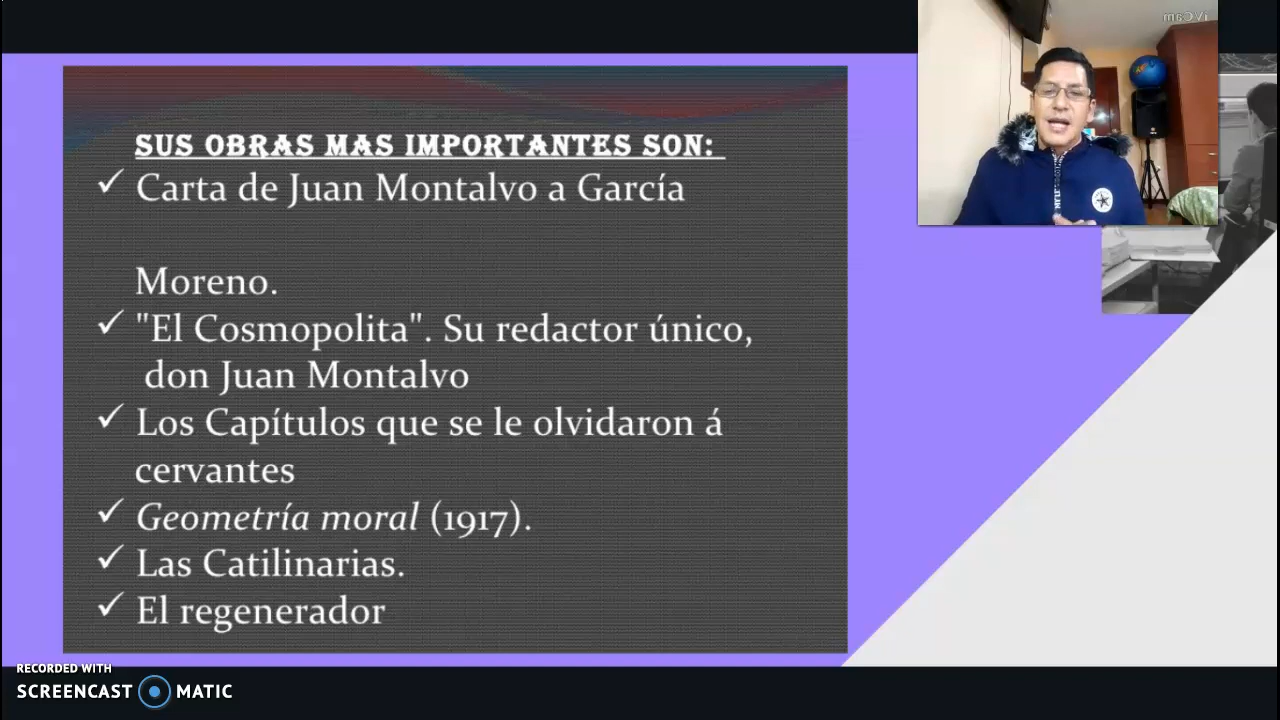 iVCam
SUS OBRAS MAS IMPORTANTES SON:
✓ Carta de Juan Montalvo a García
Moreno.
✓ "El Cosmopolita". Su redactor único,
don Juan Montalvo
✓ Los Capítulos que se le olvidaron á
cervantes
✓ Geometría moral (1917).
✓ Las Catilinarias.
✓ El regenerador
RECORDED WITH
SCREENCAST MATIC